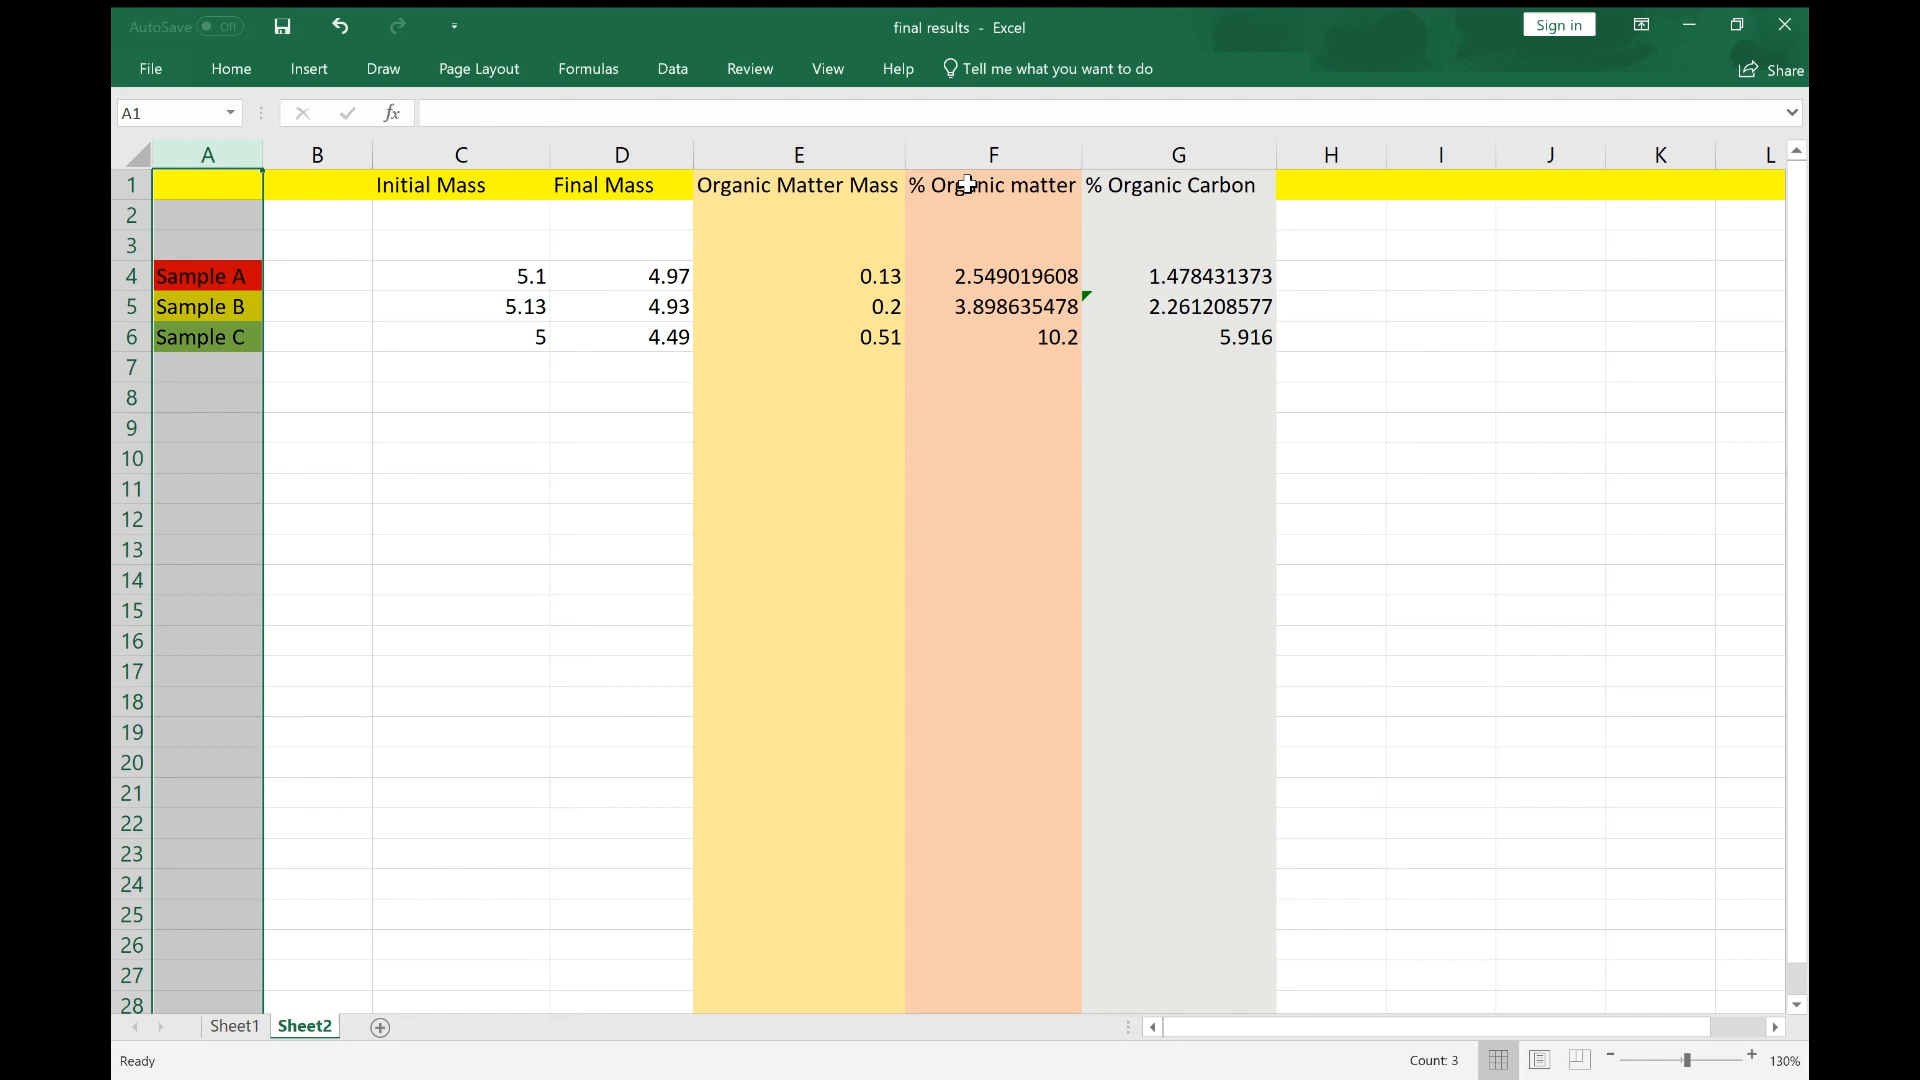 AutoSave Off
final results - Excel
Sign in
File Home Insert Draw Page Layout Formulas Data Review View Help Tell me what you want to do
Share
A1 fx
A B C D E F G H I J K L
1 Initial Mass Final Mass Organic Matter Mass % Organic matter % Organic Carbon
2
3
4 Sample A 5.1 4.97 0.13 2.549019608 1.478431373
5 Sample B 5.13 4.93 0.2 3.898635478 2.261208577
6 Sample C 5 4.49 0.51 10.2 5.916
7
8
9
10
11
12
13
14
15
16
17
18
19
20
21
22
23
24
25
26
27
28
Sheet1 Sheet2
Ready Count: 3 130%